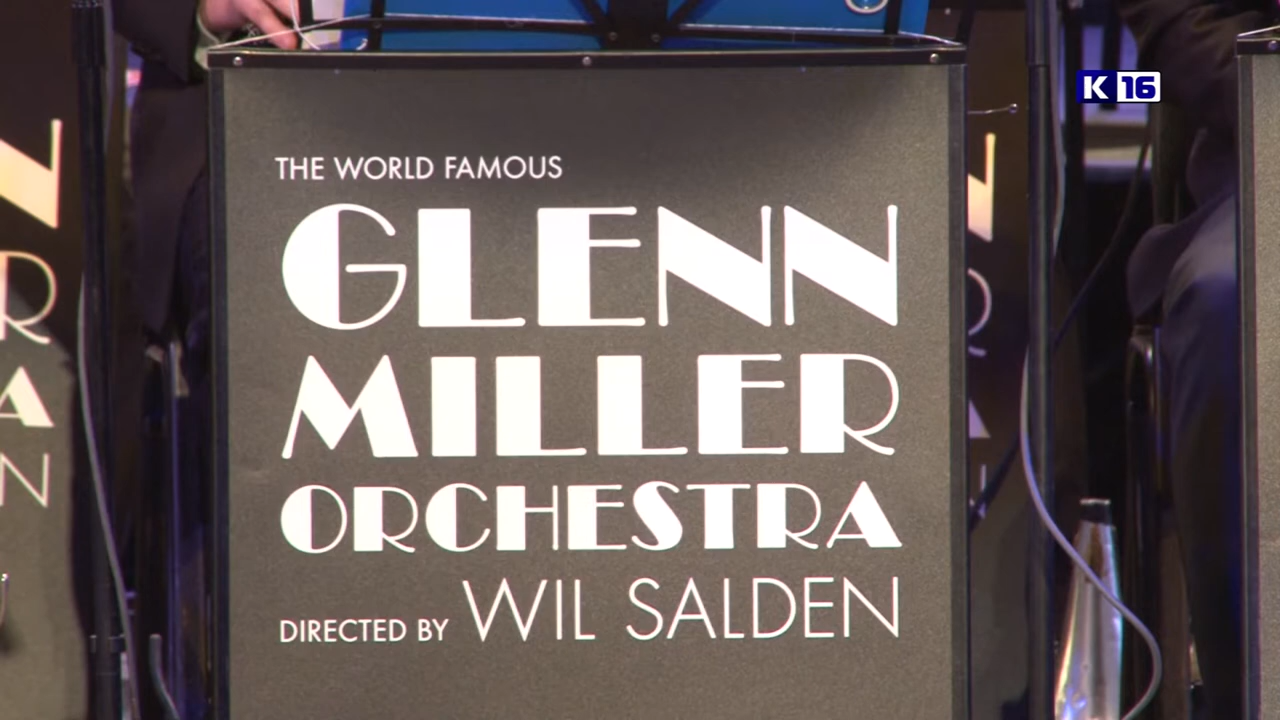 K 16
THE WORLD FAMOUS
GLENN
MILLER
ORCHESTRA
DIRECTED BY WIL SALDEN